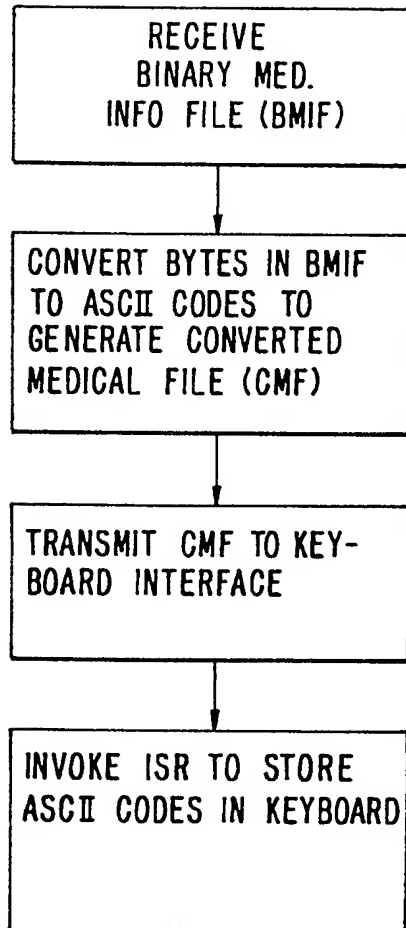 RECEIVE
BINARY MED.
INFO FILE (BMIF)
CONVERT BYTES IN BMIF
TO ASCII CODES TO
GENERATE CONVERTED
MEDICAL FILE (CMF)
TRANSMIT CMF TO KEY-
BOARD INTERFACE
INVOKE ISR TO STORE
ASCII CODES IN KEYBOARD